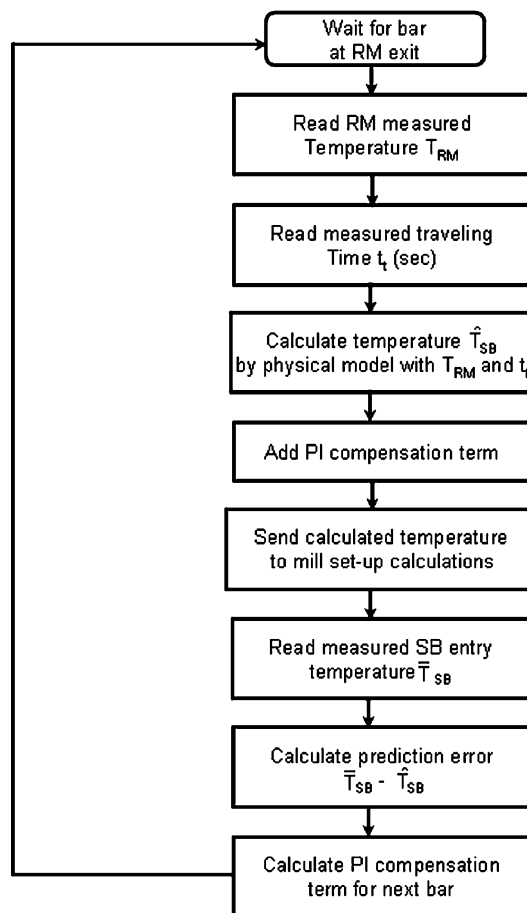 Wait for bar
at RM exit
Read RM measured
Temperature T_RM
Read measured traveling
Time t_t (sec)
Calculate temperature T̂_SB
by physical model with T_RM and t_t
Add PI compensation term
Send calculated temperature
to mill set-up calculations
Read measured SB entry
temperature T̿_SB
Calculate prediction error
T̿_SB - T̂_SB
Calculate PI compensation
term for next bar